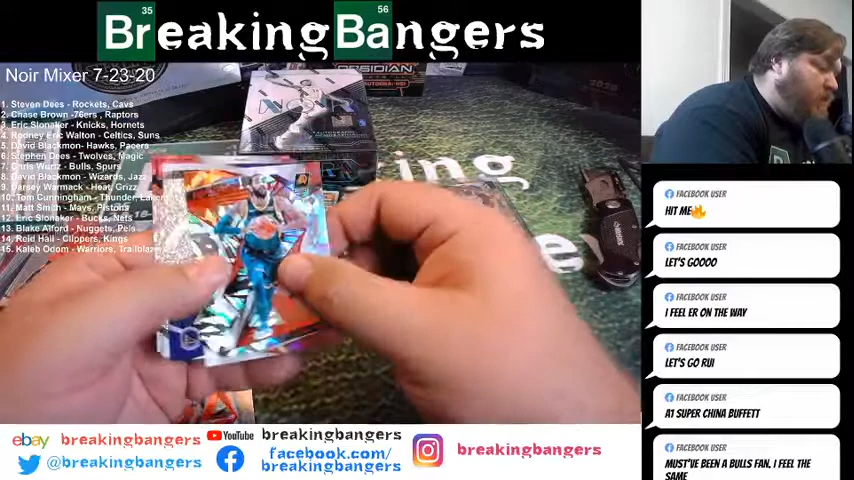 35
56
BreakingBangers
Noir Mixer 7-23-20
1. Steven Dees - Rockets, Cavs
2. Chase Brown -76ers , Raptors
3. Eric Slonaker - Knicks, Hornets
4. Rodney Eric Walton - Celtics, Suns
5. David Blackmon- Hawks, Pacers
6. Stephen Dees - Twolves, Magic
7. Chris Wurtz - Bulls, Spurs
8. David Blackmon - Wizards, Jazz
9. Darsey Warmack - Heat, Grizz
10. Tom Cunningham - Thunder, Lakers
11. Matt Smith - Mavs, Pistons
12. Eric Slonaker - Bucks, Nets
13. Blake Alford - Nuggets, Pels
14. Reid Hall - Clippers, Kings
15. Kaleb Odom - Warriors, Trailblaze
OBSIDIAN
NOIR
FACEBOOK USER
HIT ME🔥
FACEBOOK USER
LET'S GOOOO
FACEBOOK USER
I FEEL ER ON THE WAY
FACEBOOK USER
LET'S GO RUI
FACEBOOK USER
A1 SUPER CHINA BUFFETT
FACEBOOK USER
MUST'VE BEEN A BULLS FAN, I FEEL THE
SAME
ebay breakingbangers
YouTube breakingbangers
@breakingbangers
facebook.com/
breakingbangers
breakingbangers